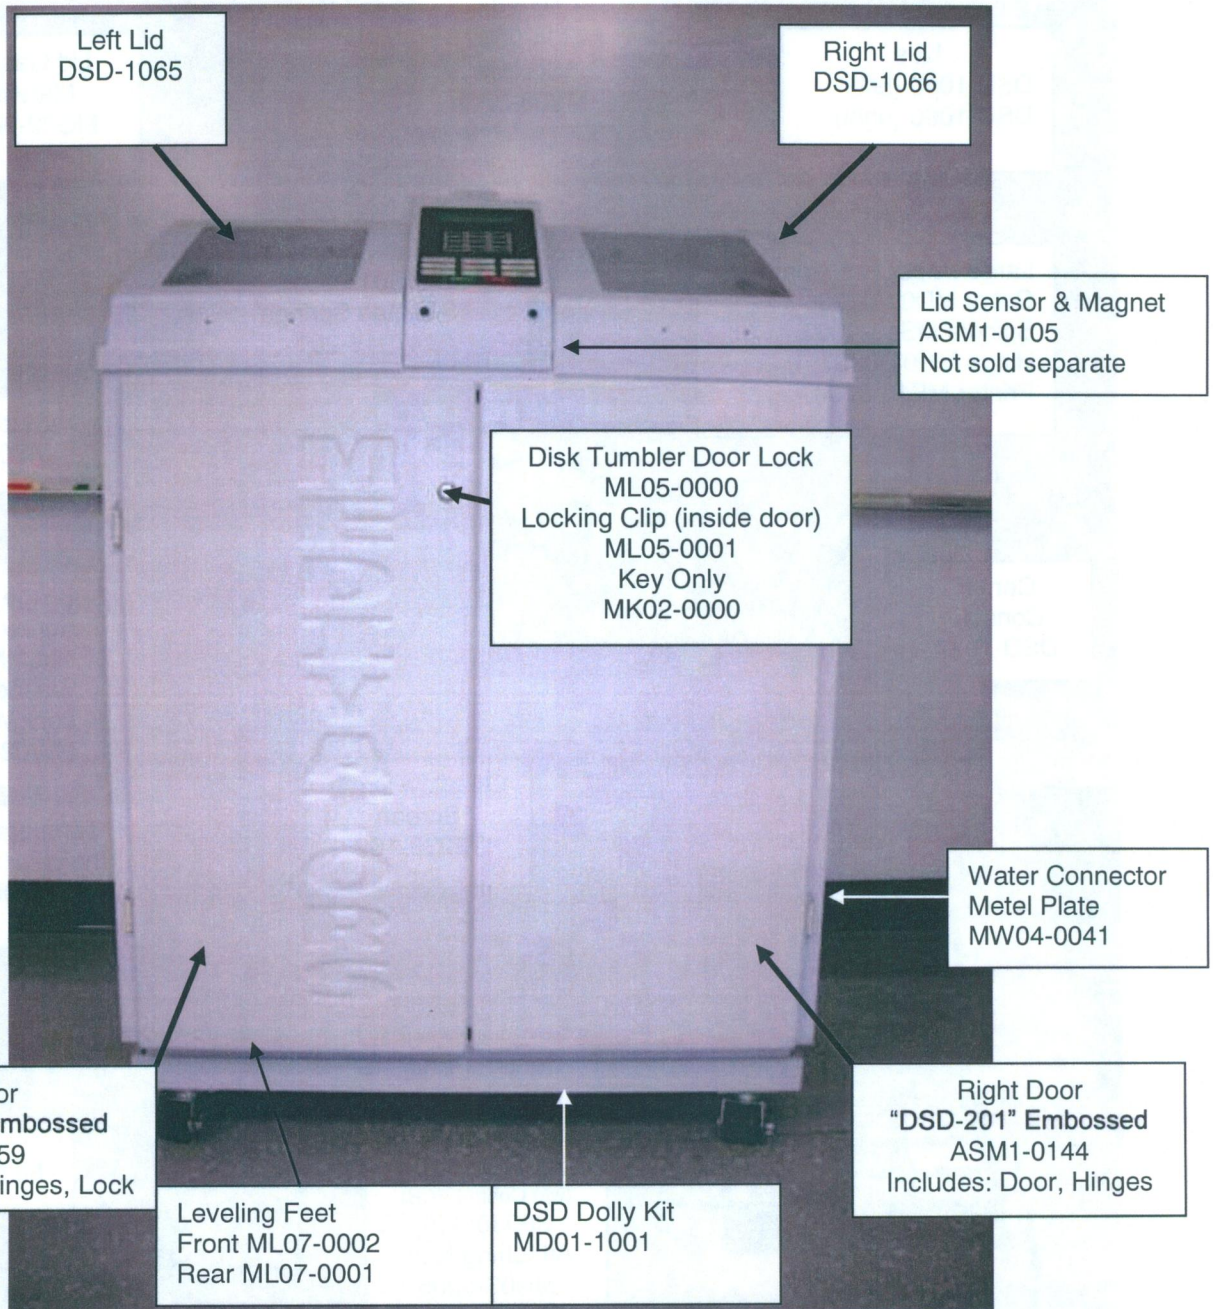 Left Lid
DSD-1065
Right Lid
DSD-1066
Lid Sensor & Magnet
ASM1-0105
Not sold separate
Disk Tumbler Door Lock
ML05-0000
Locking Clip (inside door)
ML05-0001
Key Only
MK02-0000
MEDIVATORS
Water Connector
Metel Plate
MW04-0041
Right Door
“DSD-201” Embossed
ASM1-0144
Includes: Door, Hinges
or
mbossed
59
inges, Lock
Leveling Feet
Front ML07-0002
Rear ML07-0001
DSD Dolly Kit
MD01-1001